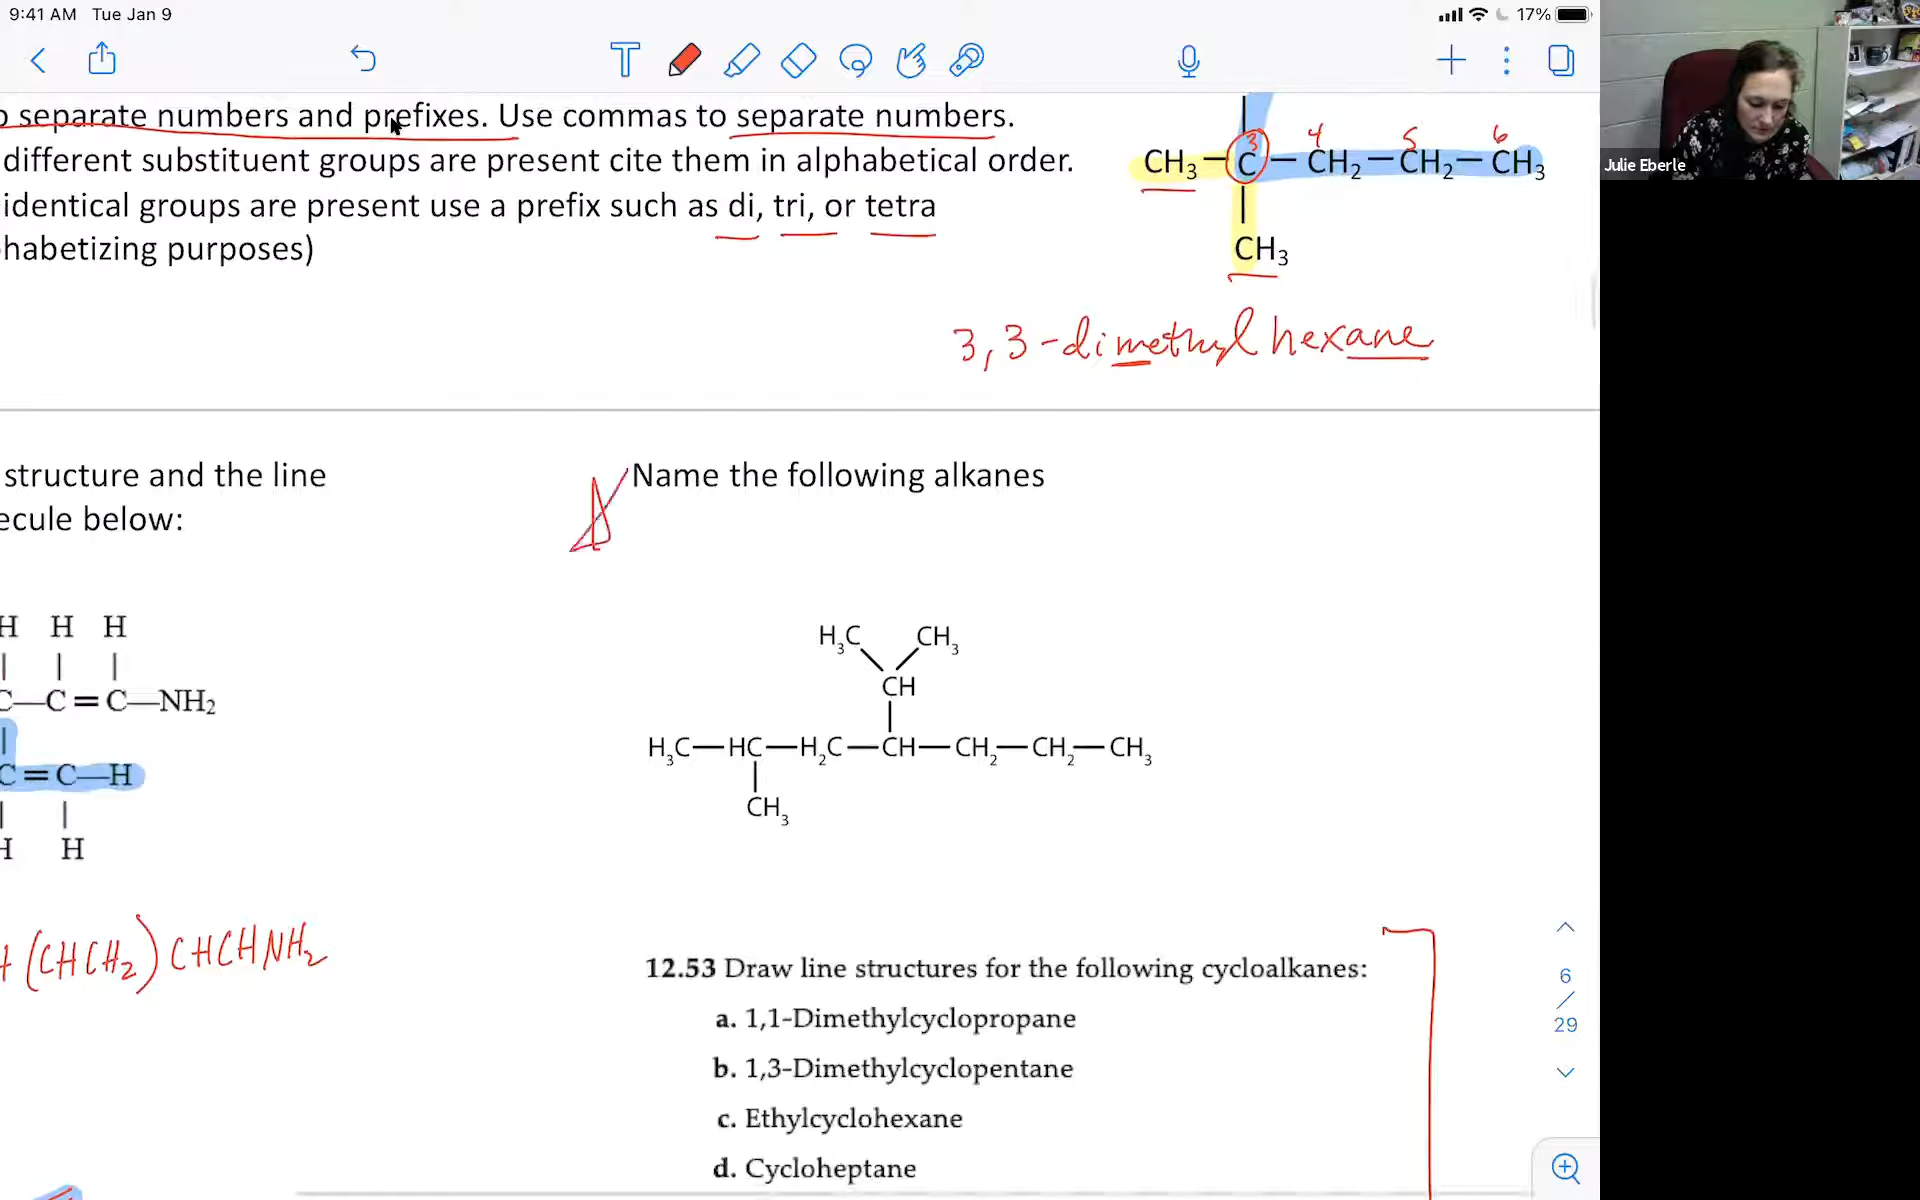 9:41 AM Tue Jan 9
17%
separate numbers and prefixes. Use commas to separate numbers.
different substituent groups are present cite them in alphabetical order.
identical groups are present use a prefix such as di, tri, or tetra
habetizing purposes)
3 4 5 6
CH₃—C—CH₂—CH₂—CH₃
CH₃
3,3-dimethyl hexane
structure and the line
ecule below:
Name the following alkanes
H H H
C—C=C—NH₂
C=C—H
H H
H (CHCH₂) CHCHNH₂
H₃C CH₃
CH
H₃C—HC—H₂C—CH—CH₂—CH₂—CH₃
CH₃
12.53 Draw line structures for the following cycloalkanes:
a. 1,1-Dimethylcyclopropane
b. 1,3-Dimethylcyclopentane
c. Ethylcyclohexane
d. Cycloheptane
6
/
29
Julie Eberle